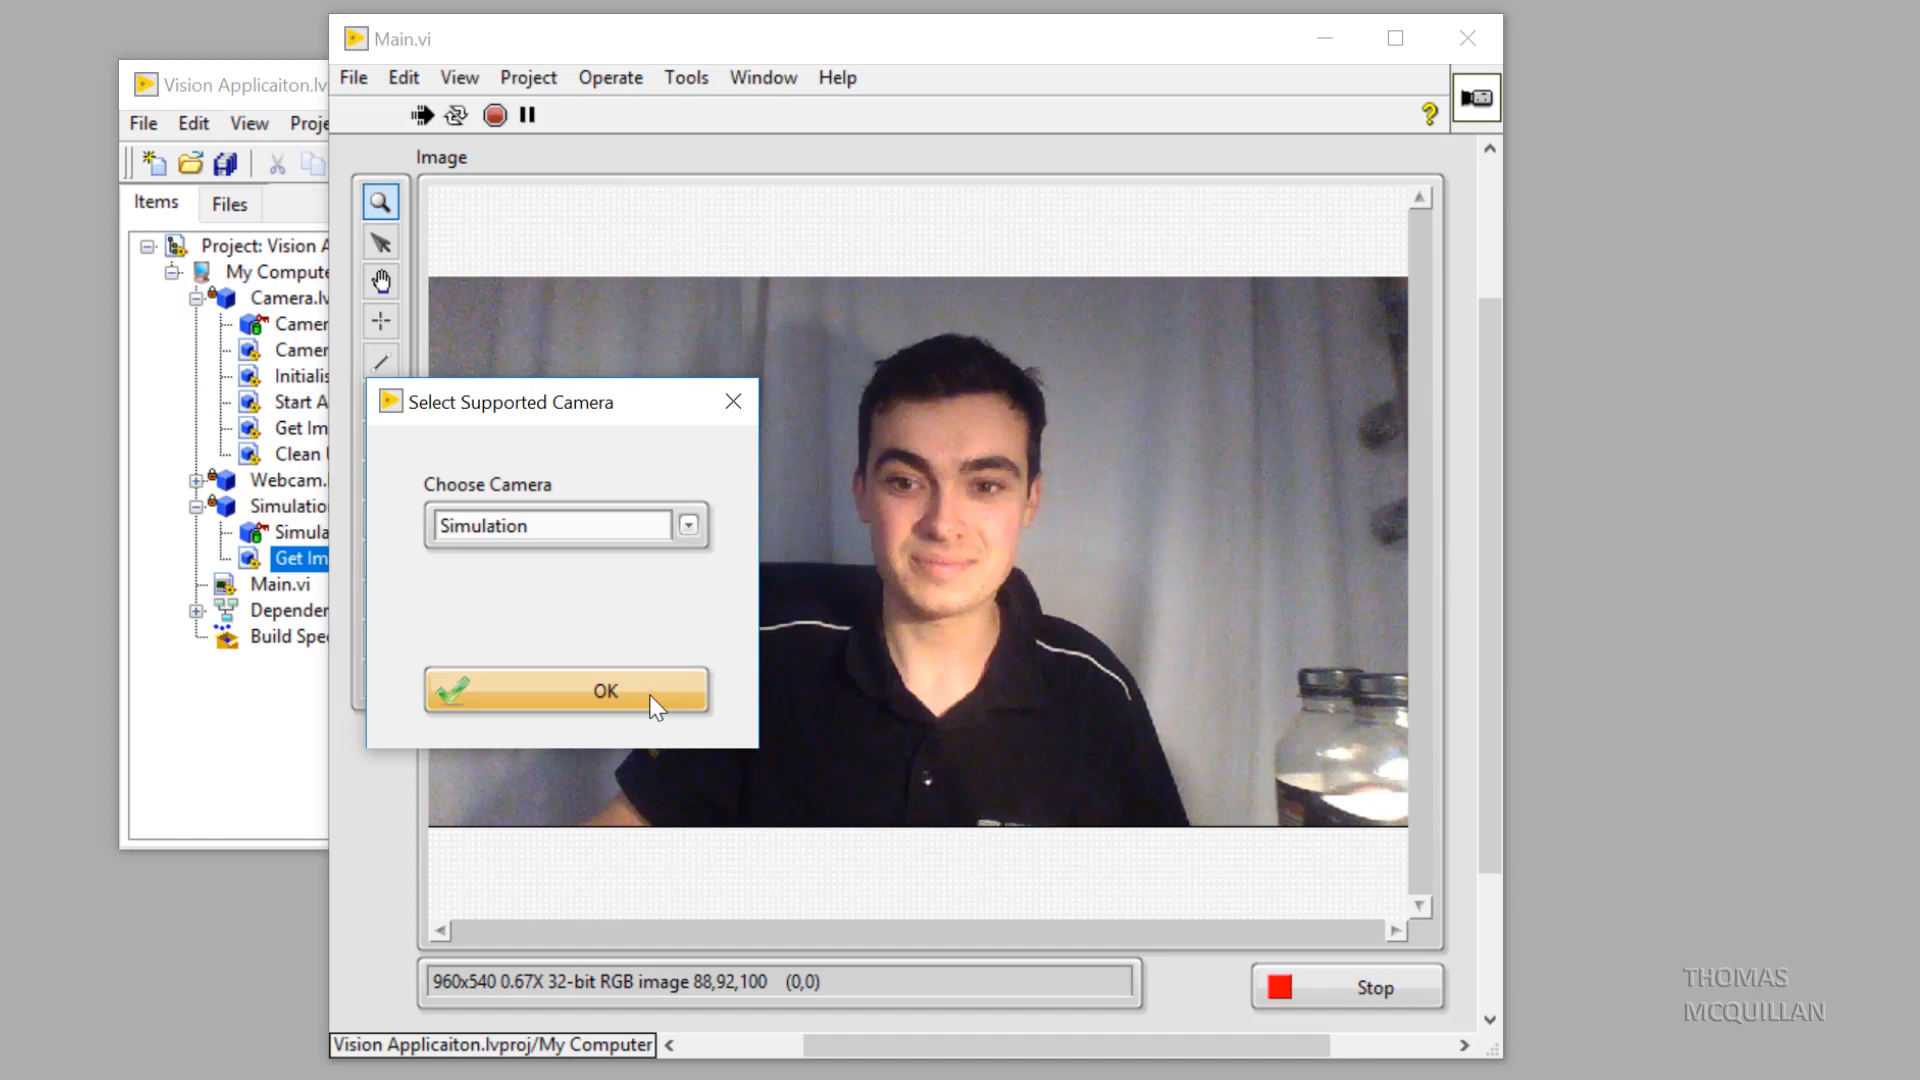 Vision Applicaiton.lv
File Edit View Proje
Items Files
Project: Vision A
My Compute
Camera.lv
Camer
Camer
Initialis
Start A
Get Im
Clean U
Webcam.
Simulatio
Simula
Get Im
Main.vi
Depender
Build Spe
Main.vi
File Edit View Project Operate Tools Window Help
?
Image
Select Supported Camera
Choose Camera
Simulation
OK
960x540 0.67X 32-bit RGB image 88,92,100 (0,0)
Stop
Vision Applicaiton.lvproj/My Computer
THOMAS
MCQUILLAN